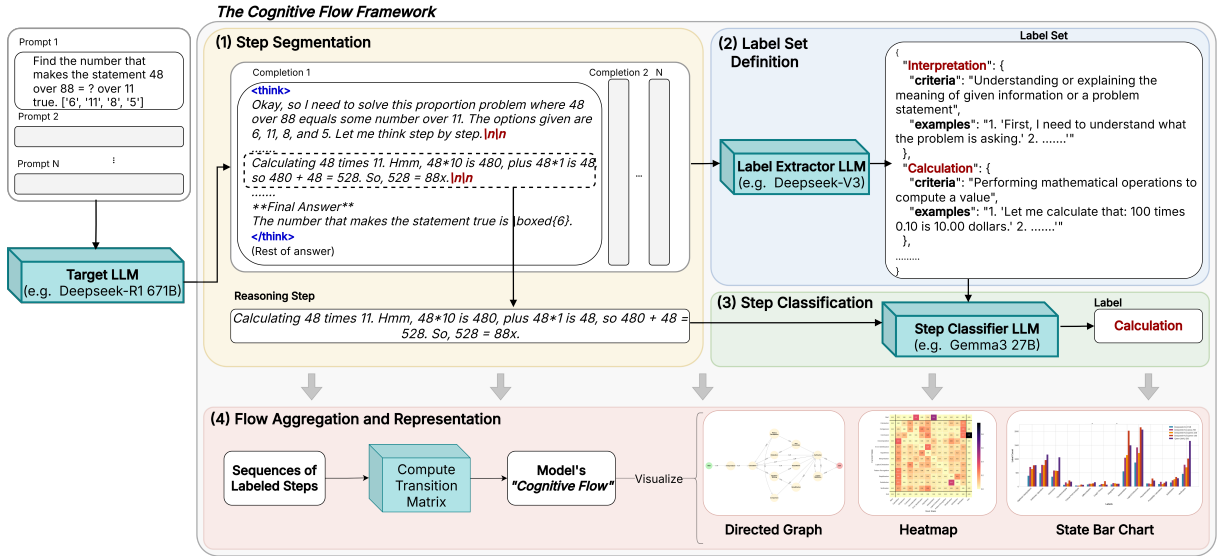 The Cognitive Flow Framework
Prompt 1
Find the number that
makes the statement 48
over 88 = ? over 11
true. ['6', '11', '8', '5']
Prompt 2
...
Prompt N
Target LLM
(e.g. Deepseek-R1 671B)
(1) Step Segmentation
Completion 1
<think>
Okay, so I need to solve this proportion problem where 48
over 88 equals some number over 11. The options given are
6, 11, 8, and 5. Let me think step by step.\n\n
......
Calculating 48 times 11. Hmm, 48*10 is 480, plus 48*1 is 48,
so 480 + 48 = 528. So, 528 = 88x.\n\n
.......
**Final Answer**
The number that makes the statement true is \boxed{6}.
</think>
(Rest of answer)
Completion 2
N
...
Reasoning Step
Calculating 48 times 11. Hmm, 48*10 is 480, plus 48*1 is 48, so 480 + 48 =
528. So, 528 = 88x.
(2) Label Set
Definition
Label Extractor LLM
(e.g. Deepseek-V3)
Label Set
{
"Interpretation": {
"criteria": "Understanding or explaining the
meaning of given information or a problem
statement",
"examples": "1. 'First, I need to understand what
the problem is asking.' 2. .......'"
},
"Calculation": {
"criteria": "Performing mathematical operations to
compute a value",
"examples": "1. 'Let me calculate that: 100 times
0.10 is 10.00 dollars.' 2. .......'"
},
.........
}
(3) Step Classification
Step Classifier LLM
(e.g. Gemma3 27B)
Label
Calculation
(4) Flow Aggregation and Representation
Sequences of
Labeled Steps
Compute
Transition
Matrix
Model's
"Cognitive Flow"
Visualize
Directed Graph
Heatmap
State Bar Chart